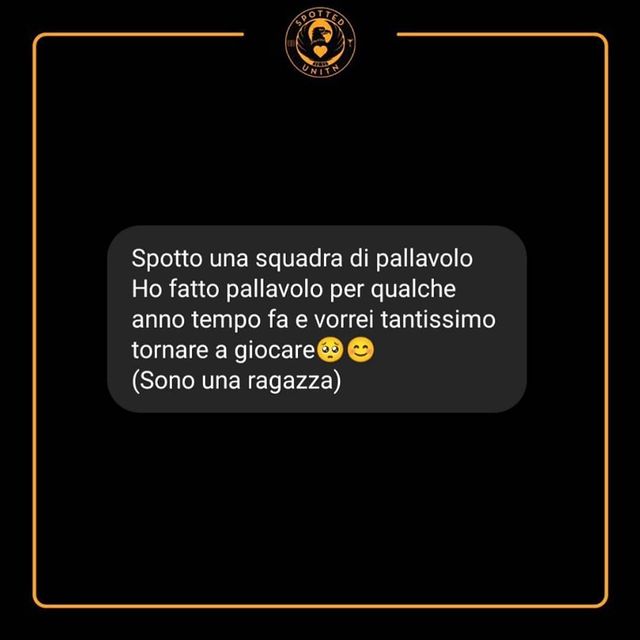 SPOTTED
UNITN
Spotto una squadra di pallavolo
Ho fatto pallavolo per qualche
anno tempo fa e vorrei tantissimo
tornare a giocare🥺😊
(Sono una ragazza)